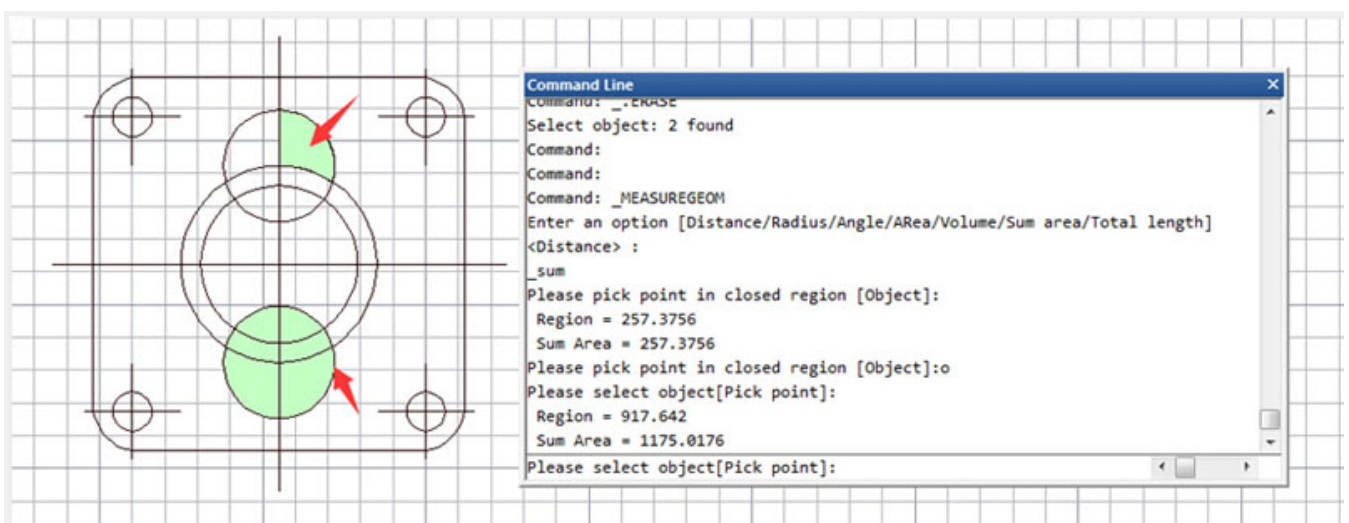 Command Line
Command: _.ERASE
Select object: 2 found
Command:
Command:
Command: _MEASUREGEOM
Enter an option [Distance/Radius/Angle/ARea/Volume/Sum area/Total length]
<Distance> :
_sum
Please pick point in closed region [Object]:
Region = 257.3756
Sum Area = 257.3756
Please pick point in closed region [Object]:o
Please select object[Pick point]:
Region = 917.642
Sum Area = 1175.0176
Please select object[Pick point]: